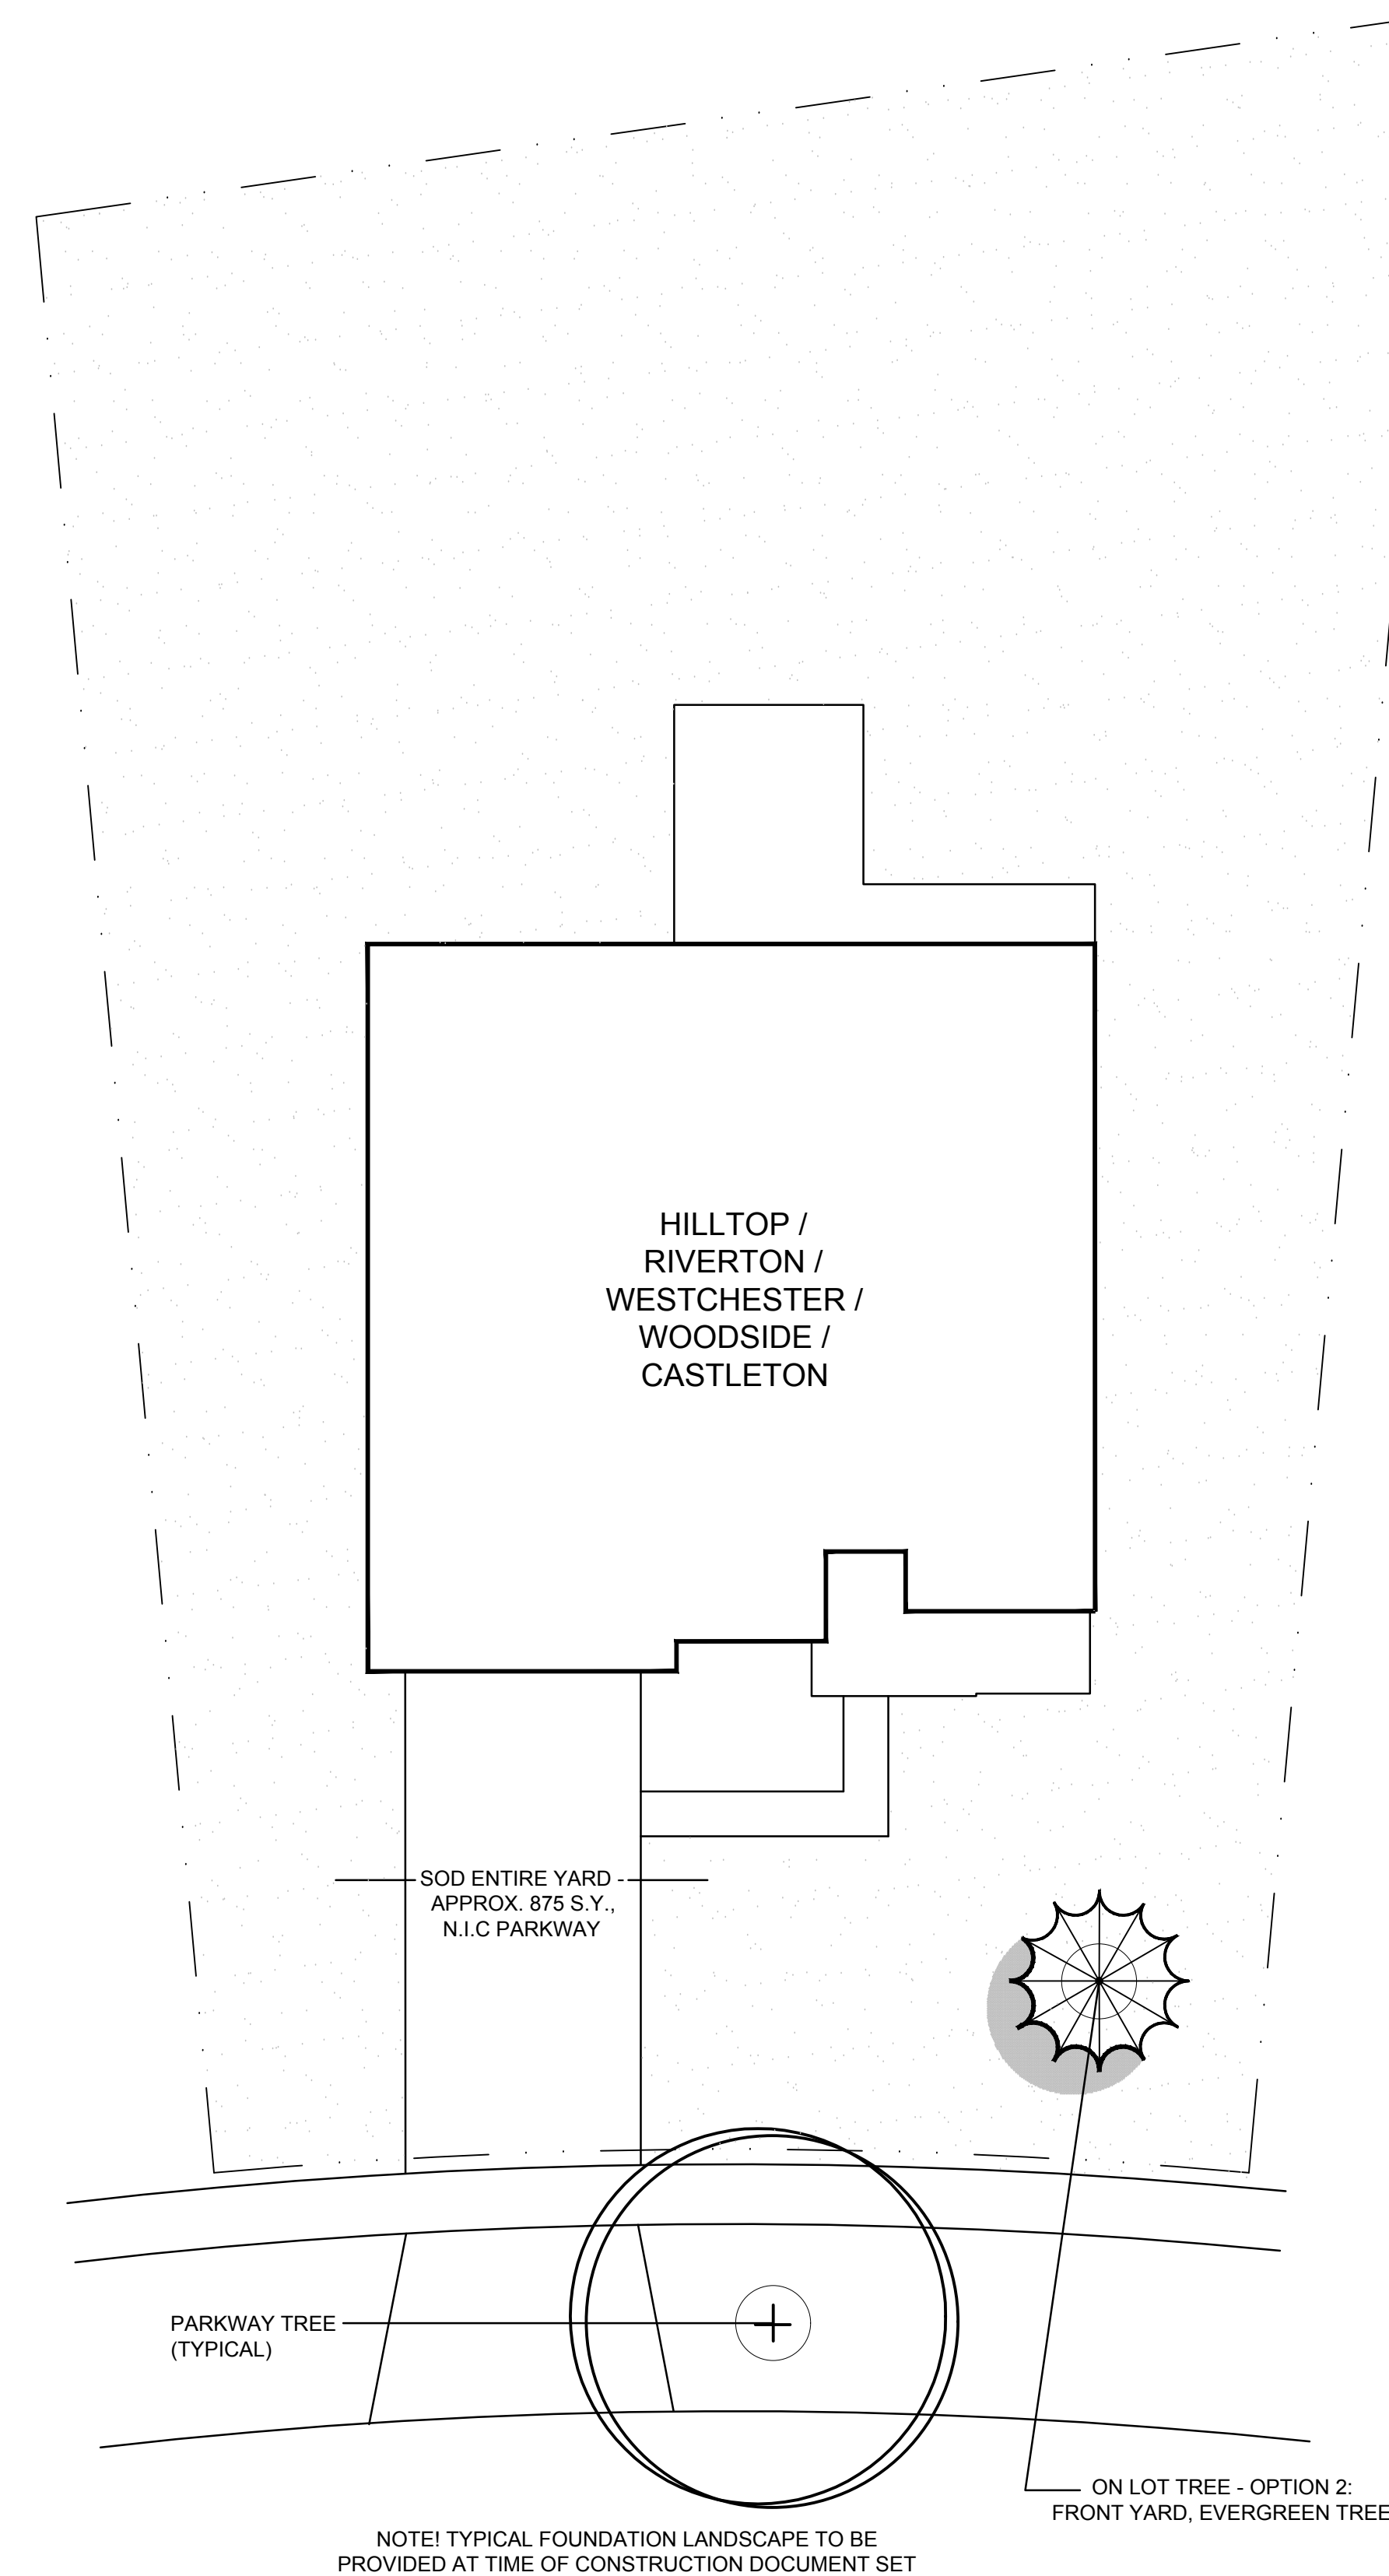 HILLTOP /
RIVERTON /
WESTCHESTER /
WOODSIDE /
CASTLETON
SOD ENTIRE YARD -
APPROX. 875 S.Y.,
N.I.C PARKWAY
PARKWAY TREE
(TYPICAL)
ON LOT TREE - OPTION 2:
FRONT YARD, EVERGREEN TREE
NOTE! TYPICAL FOUNDATION LANDSCAPE TO BE
PROVIDED AT TIME OF CONSTRUCTION DOCUMENT SET